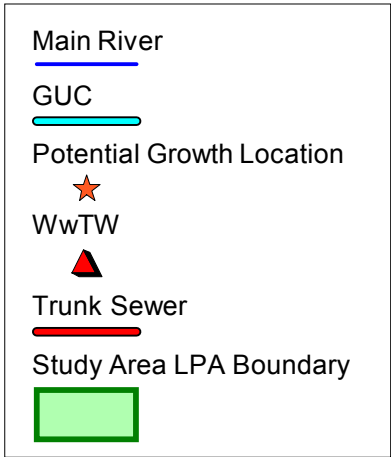 Main River
GUC
Potential Growth Location
WwTW
Trunk Sewer
Study Area LPA Boundary